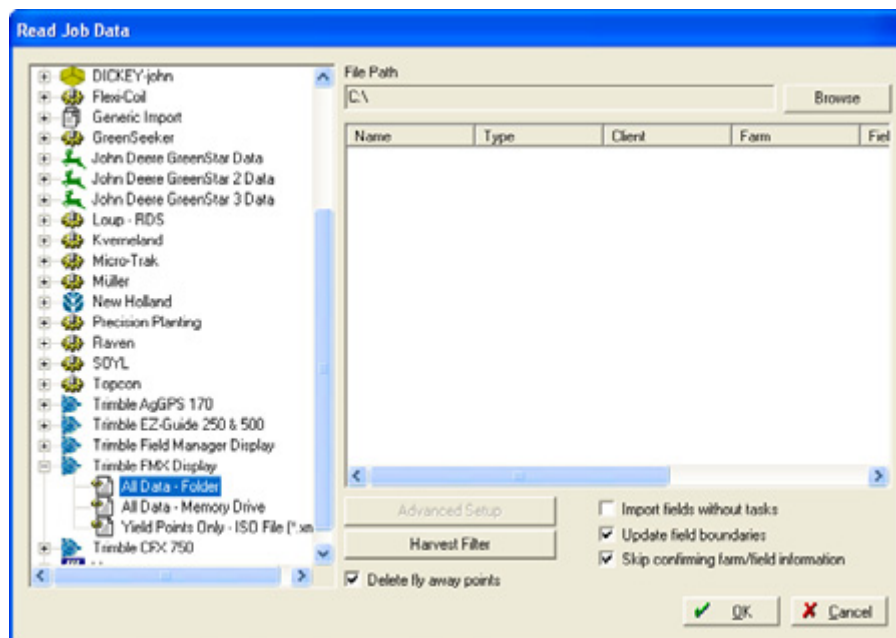 Read Job Data
DICKEY-john
Flexi-Coil
Generic Import
GreenSeeker
John Deere GreenStar Data
John Deere GreenStar 2 Data
John Deere GreenStar 3 Data
Loup - RDS
Kverneland
Micro-Trak
Müller
New Holland
Precision Planting
Raven
SOYL
Topcon
Trimble AgGPS 170
Trimble EZ-Guide 250 & 500
Trimble Field Manager Display
Trimble FMX Display
All Data - Folder
All Data - Memory Drive
Yield Points Only - ISO File (*.xm
Trimble CFX 750
File Path
C:\
Browse
Name Type Client Farm Fiel
Advanced Setup
Harvest Filter
Delete fly away points
Import fields without tasks
Update field boundaries
Skip confirming farm/field information
OK Cancel